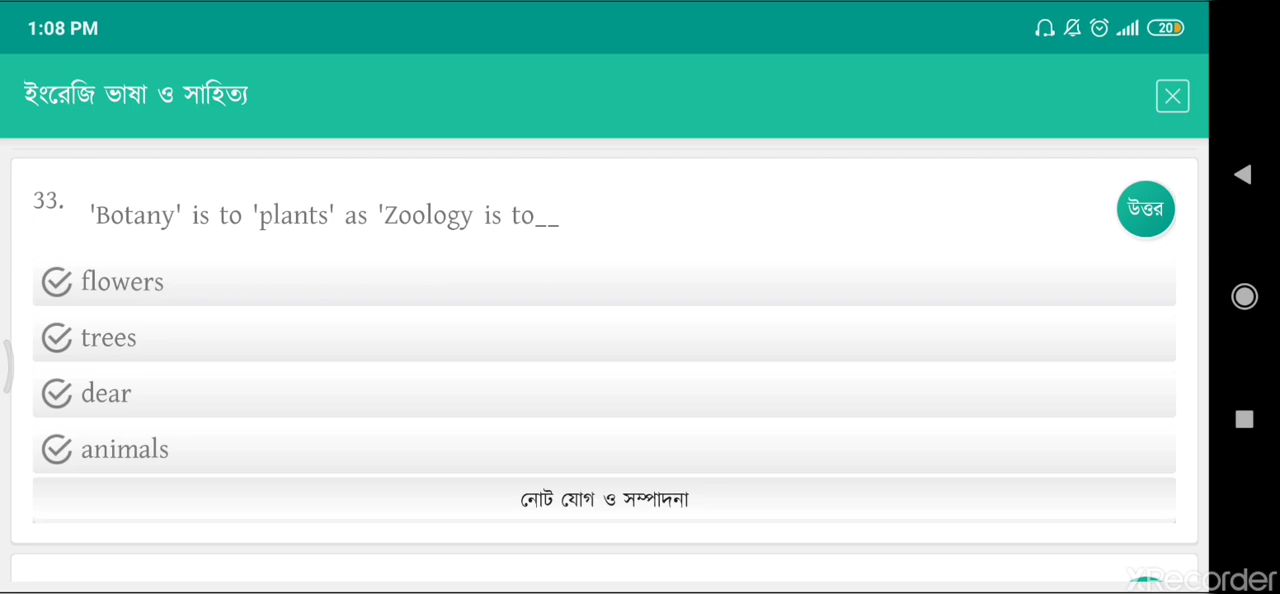 1:08 PM
20
ইংরেজি ভাষা ও সাহিত্য
33.
'Botany' is to 'plants' as 'Zoology is to__
উত্তর
flowers
trees
dear
animals
নোট যোগ ও সম্পাদনা
XRecorder